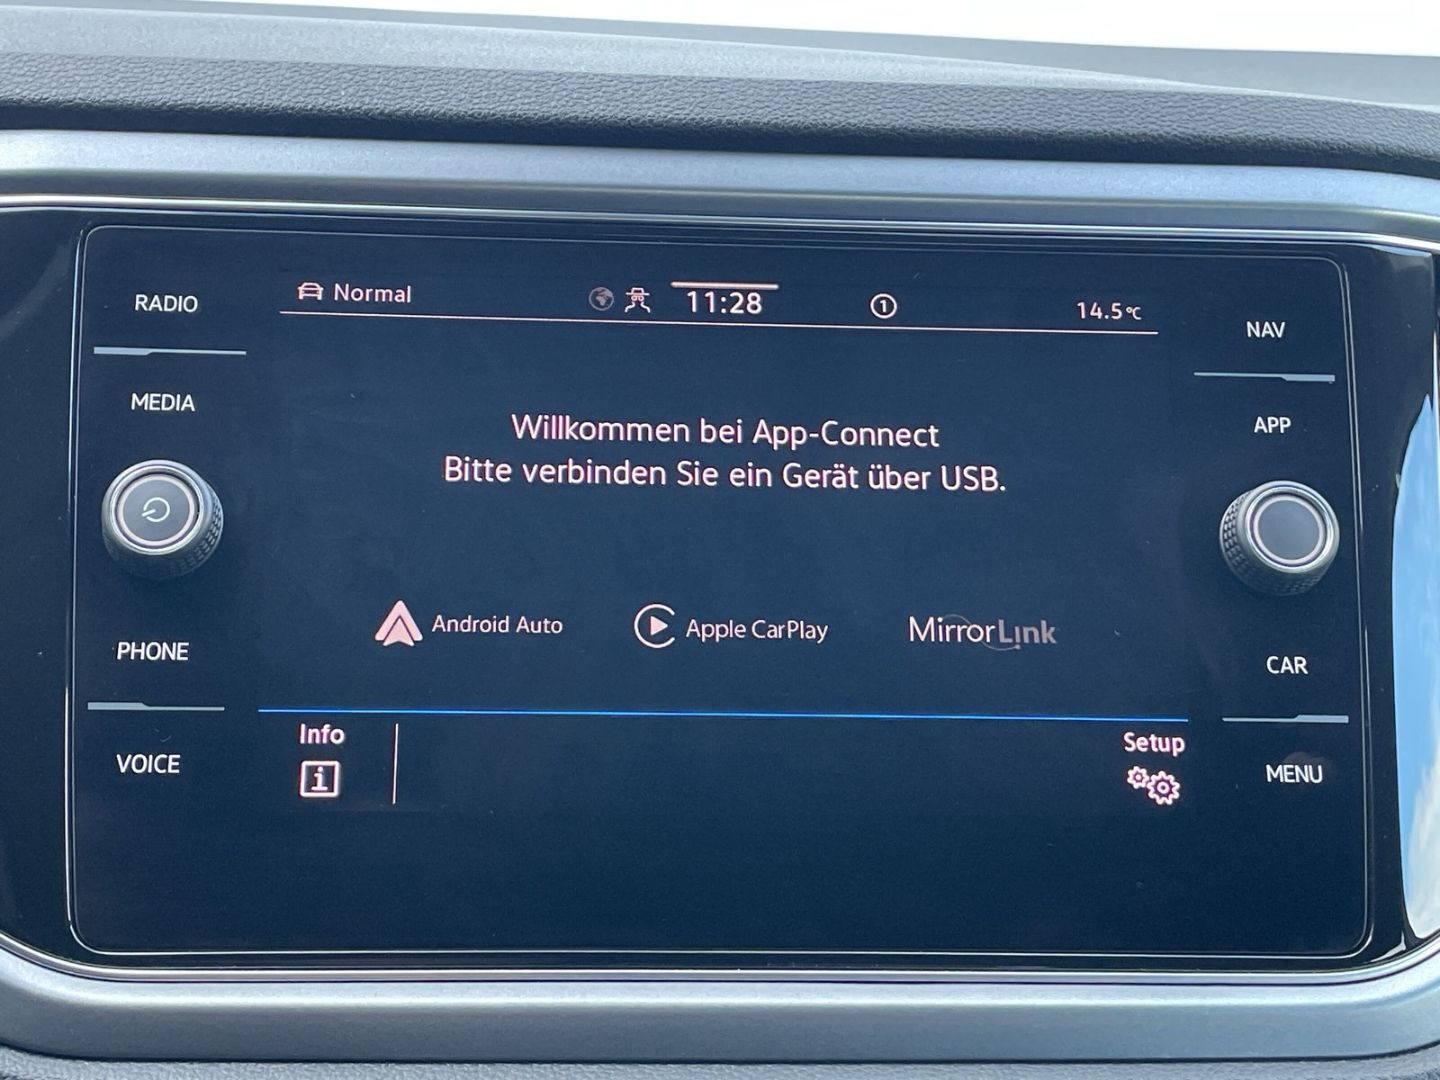 RADIO
MEDIA
PHONE
VOICE
Normal
11:28
1
14.5°C
Willkommen bei App-Connect
Bitte verbinden Sie ein Gerät über USB.
Android Auto
Apple CarPlay
MirrorLink
Info
i
Setup
NAV
APP
CAR
MENU